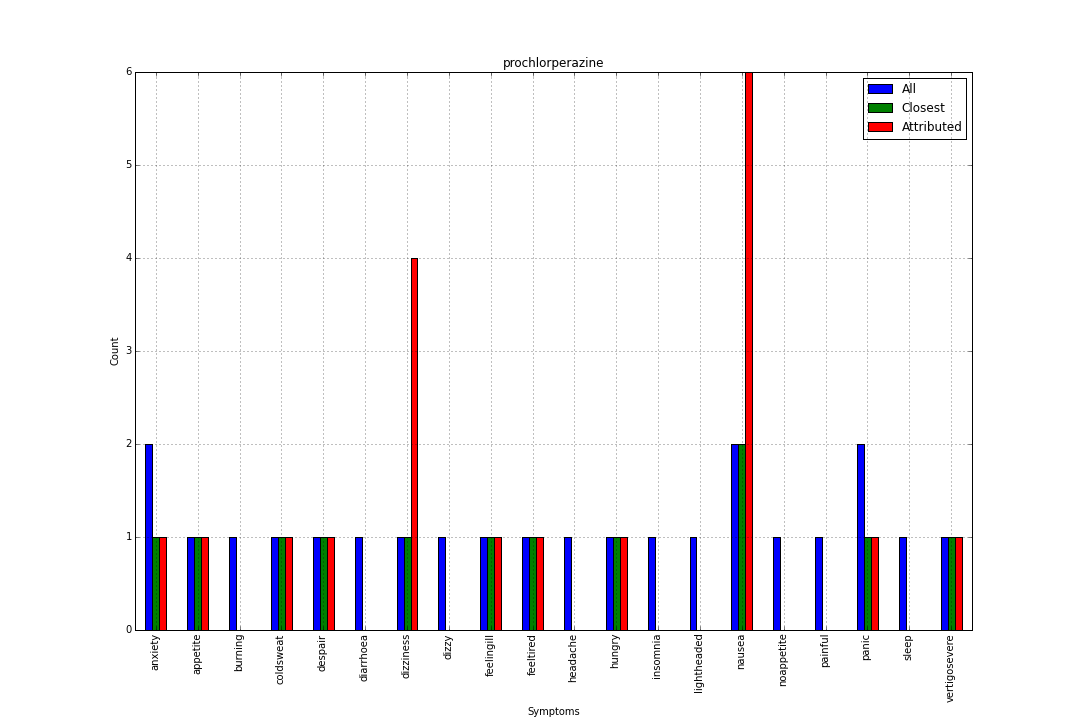 prochlorperazine
All
Closest
Attributed
6
5
4
3
2
1
0
Count
anxiety
appetite
burning
coldsweat
despair
diarrhoea
dizziness
dizzy
feelingill
feeltired
headache
hungry
insomnia
lightheaded
nausea
noappetite
painful
panic
sleep
vertigosevere
Symptoms